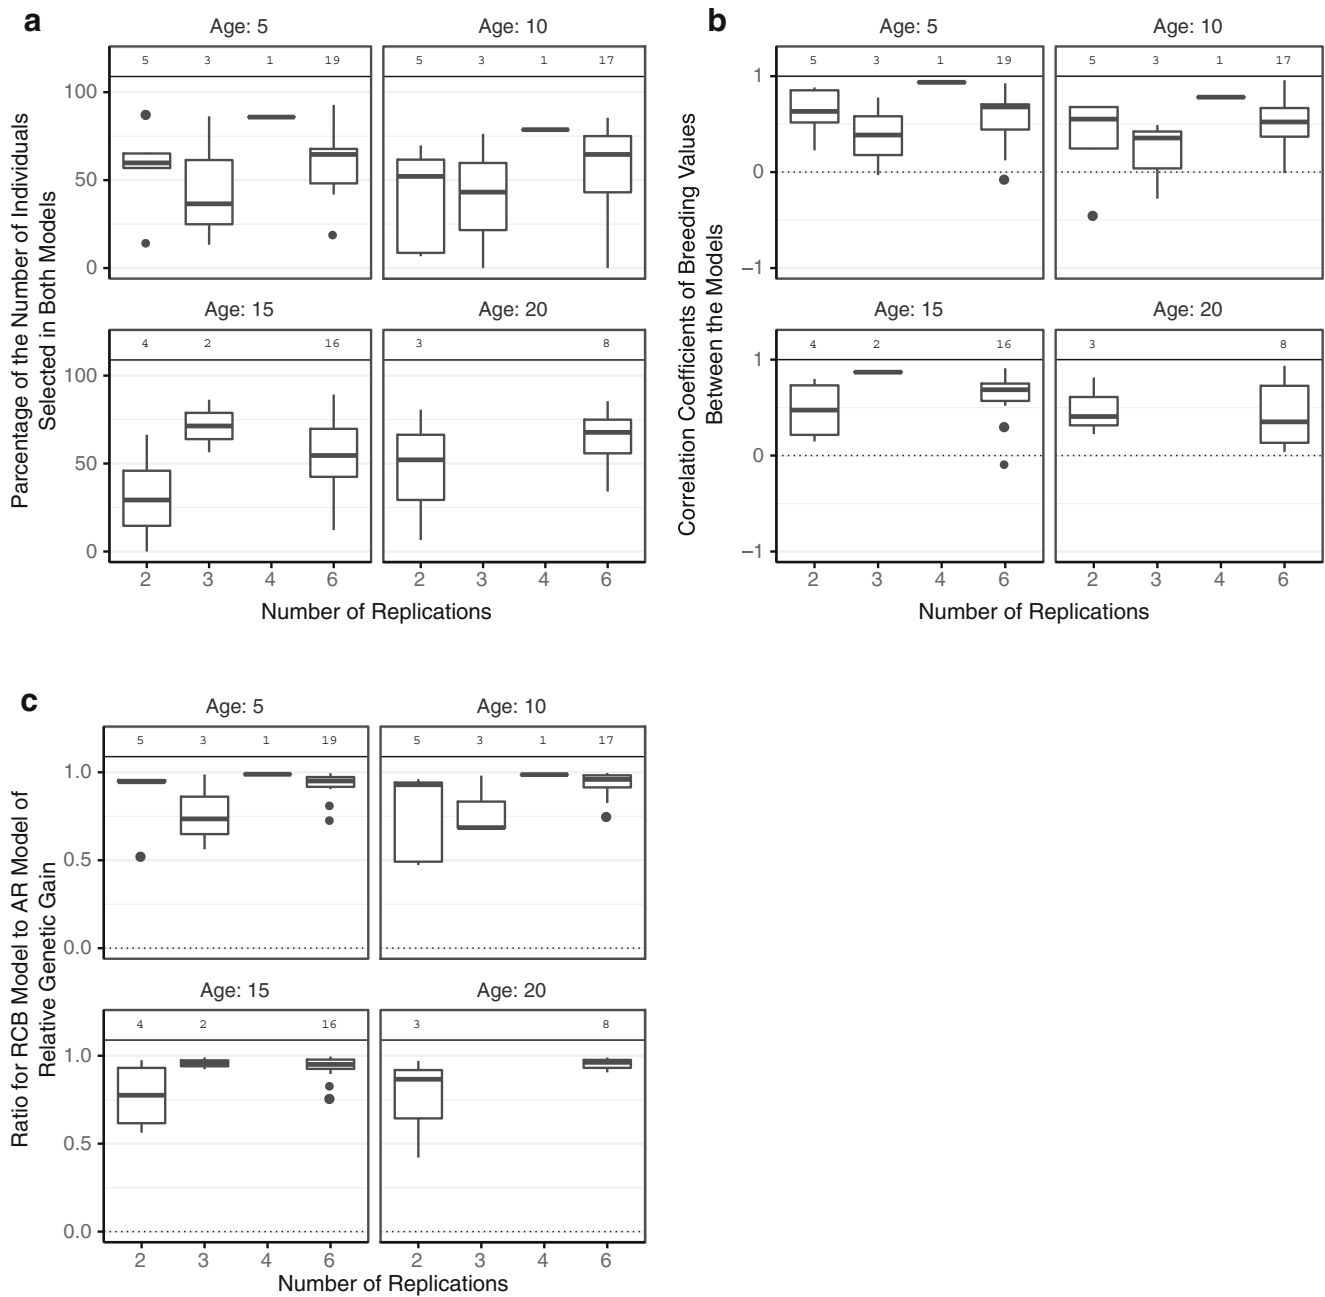 a
Age: 5
Age: 10
5 3 1 19
5 3 1 17
100
50
0
Age: 15
Age: 20
4 2 16
3 8
100
50
0
2 3 4 6
2 3 4 6
Number of Replications
Parcentage of the Number of Individuals
Selected in Both Models
b
Age: 5
Age: 10
5 3 1 19
5 3 1 17
1
0
−1
Age: 15
Age: 20
4 2 16
3 8
1
0
−1
2 3 4 6
2 3 4 6
Number of Replications
Correlation Coefficients of Breeding Values
Between the Models
c
Age: 5
Age: 10
5 3 1 19
5 3 1 17
1.0
0.5
0.0
Age: 15
Age: 20
4 2 16
3 8
1.0
0.5
0.0
2 3 4 6
2 3 4 6
Number of Replications
Ratio for RCB Model to AR Model of
Relative Genetic Gain